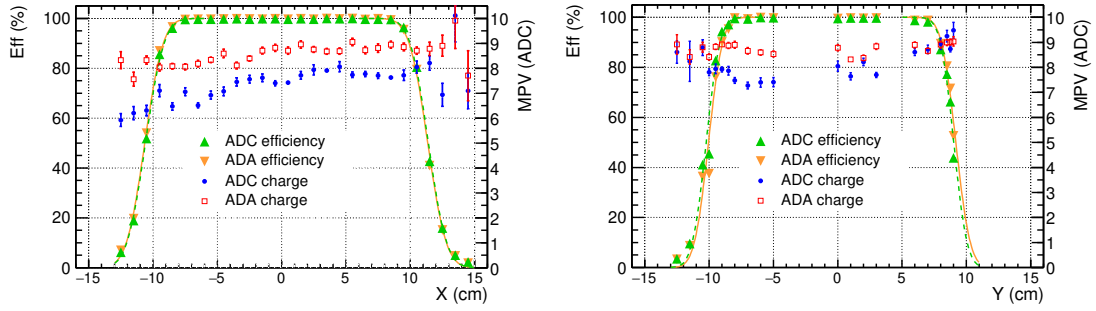 Eff (%)
100
80
60
40
20
0
10
9
8
7
6
5
4
3
2
1
0
MPV (ADC)
ADC efficiency
ADA efficiency
ADC charge
ADA charge
−15 −10 −5 0 5 10 15
X (cm)
Eff (%)
100
80
60
40
20
0
10
9
8
7
6
5
4
3
2
1
0
MPV (ADC)
ADC efficiency
ADA efficiency
ADC charge
ADA charge
−15 −10 −5 0 5 10 15
Y (cm)